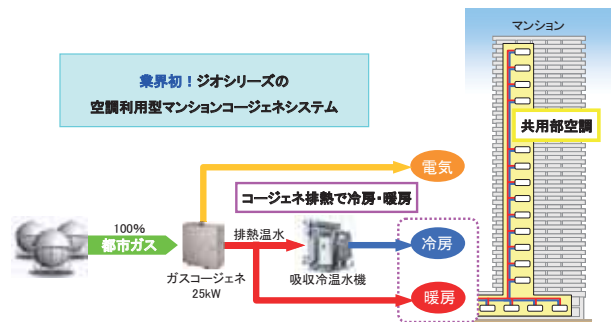 マンション
業界初！ジオシリーズの
空調利用型マンションコージェネシステム
共用部空調
電気
コージェネ排熱で冷房・暖房
100%
都市ガス
排熱温水
冷房
ガスコージェネ
25kW
吸収冷温水機
暖房